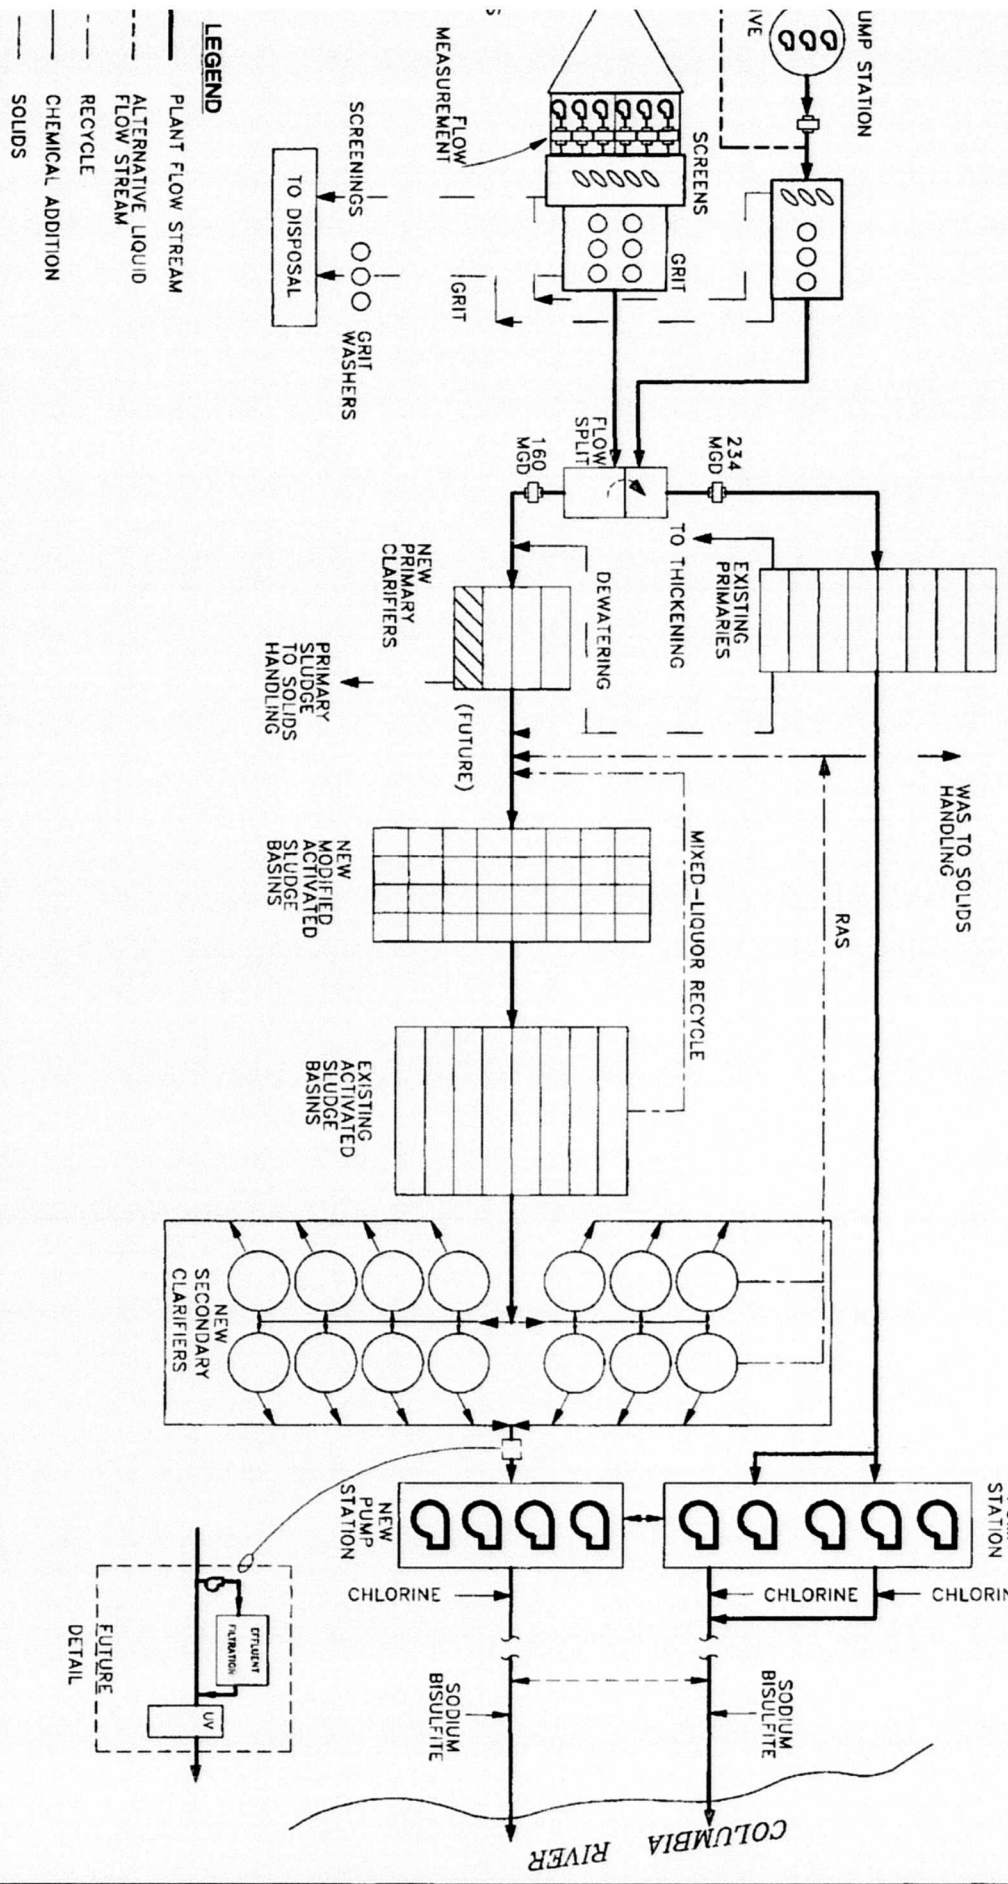 UMP STATION
IVE
FLOW
MEASUREMENT
SCREENS
GRIT
GRIT
SCREENINGS
TO DISPOSAL
GRIT
WASHERS
LEGEND
PLANT FLOW STREAM
ALTERNATIVE LIQUID
FLOW STREAM
RECYCLE
CHEMICAL ADDITION
SOLIDS
FLOW
SPLIT
234
MGD
160
MGD
TO THICKENING
EXISTING
PRIMARIES
NEW
PRIMARY
CLARIFIERS
DEWATERING
PRIMARY
SLUDGE
TO SOLIDS
HANDLING
(FUTURE)
WAS TO SOLIDS
HANDLING
RAS
MIXED-LIQUOR RECYCLE
NEW
MODIFIED
ACTIVATED
SLUDGE
BASINS
EXISTING
ACTIVATED
SLUDGE
BASINS
NEW
SECONDARY
CLARIFIERS
STATION
NEW
PUMP
STATION
CHLORINE
CHLORINE
CHLORIN
SODIUM
BISULFITE
SODIUM
BISULFITE
COLUMBIA RIVER
EFFLUENT
FILTRATION
UV
FUTURE
DETAIL